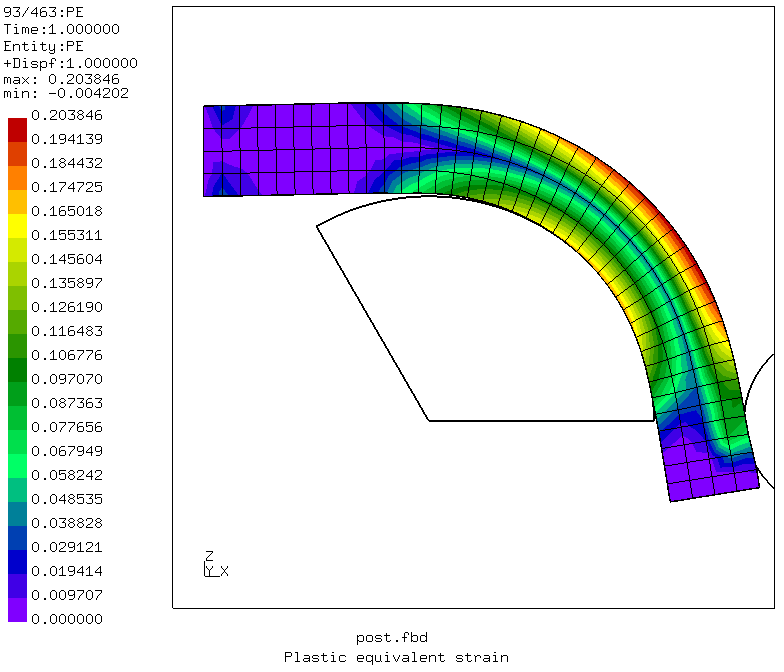 93/463:PE
Time:1.000000
Entity:PE
+Dispf:1.000000
max: 0.203846
min: -0.004202
0.203846
0.194139
0.184432
0.174725
0.165018
0.155311
0.145604
0.135897
0.126190
0.116483
0.106776
0.097070
0.087363
0.077656
0.067949
0.058242
0.048535
0.038828
0.029121
0.019414
0.009707
0.000000
Z
Y X
post.fbd
Plastic equivalent strain